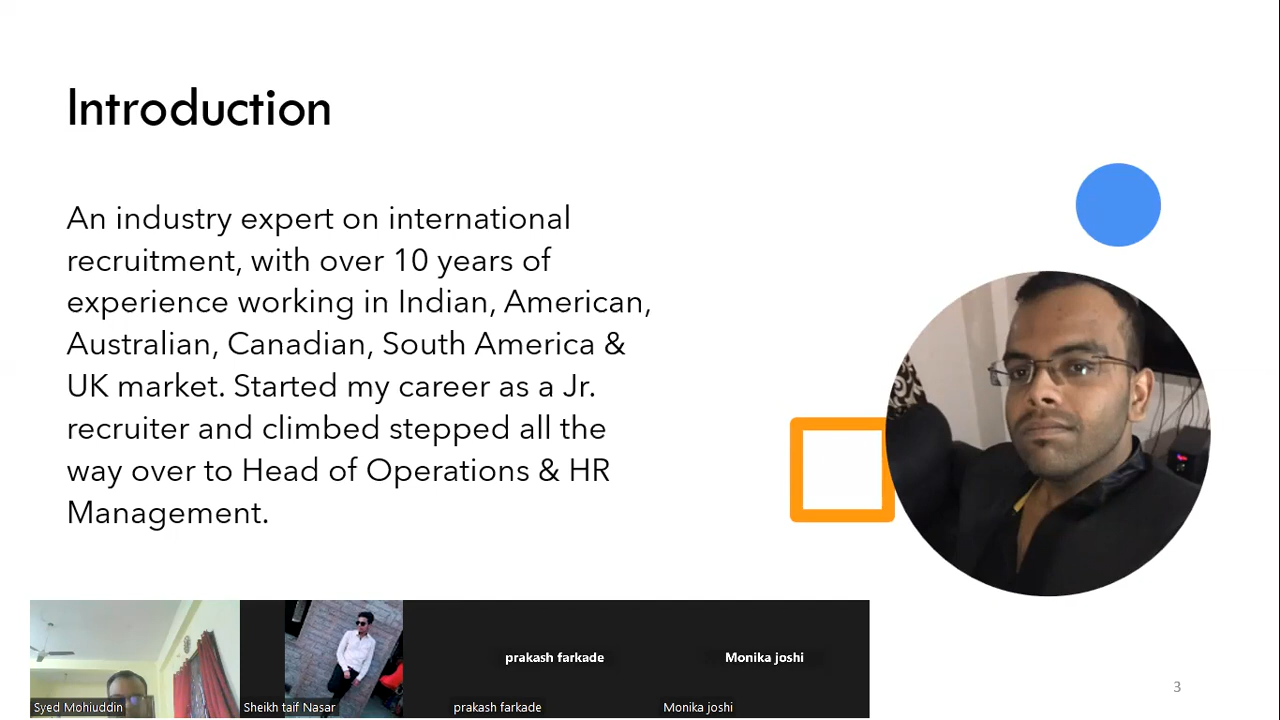 Introduction
An industry expert on international
recruitment, with over 10 years of
experience working in Indian, American,
Australian, Canadian, South America &
UK market. Started my career as a Jr.
recruiter and climbed stepped all the
way over to Head of Operations & HR
Management.
prakash farkade
Monika joshi
Syed Mohiuddin
Sheikh taif Nasar
prakash farkade
Monika joshi
3